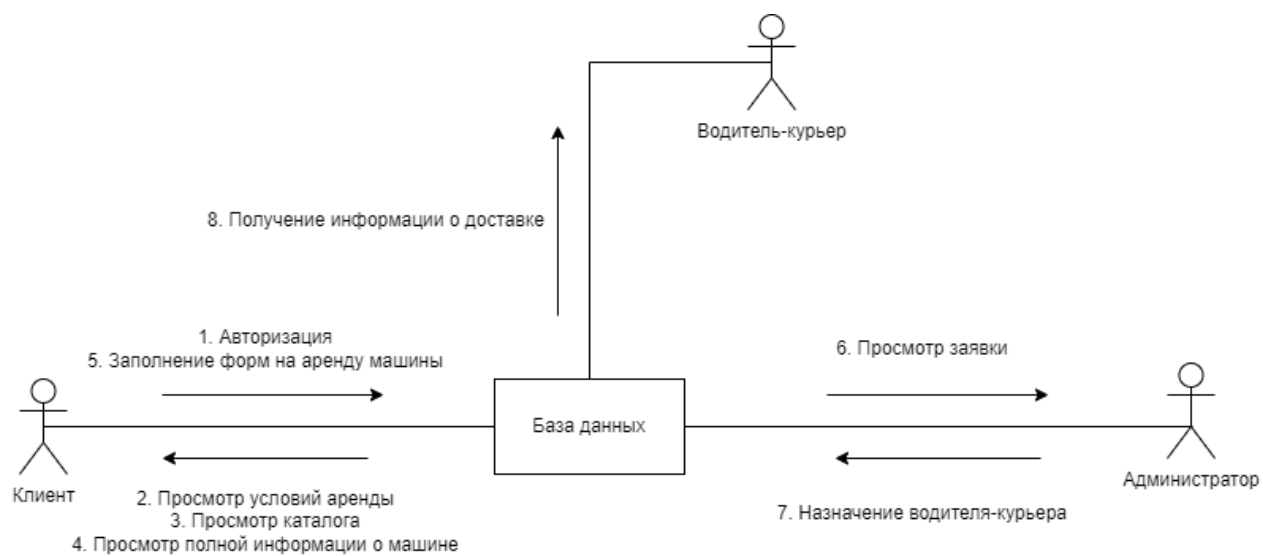 Водитель-курьер
8. Получение информации о доставке
1. Авторизация
5. Заполнение форм на аренду машины
6. Просмотр заявки
База данных
Клиент
Администратор
2. Просмотр условий аренды
3. Просмотр каталога
4. Просмотр полной информации о машине
7. Назначение водителя-курьера